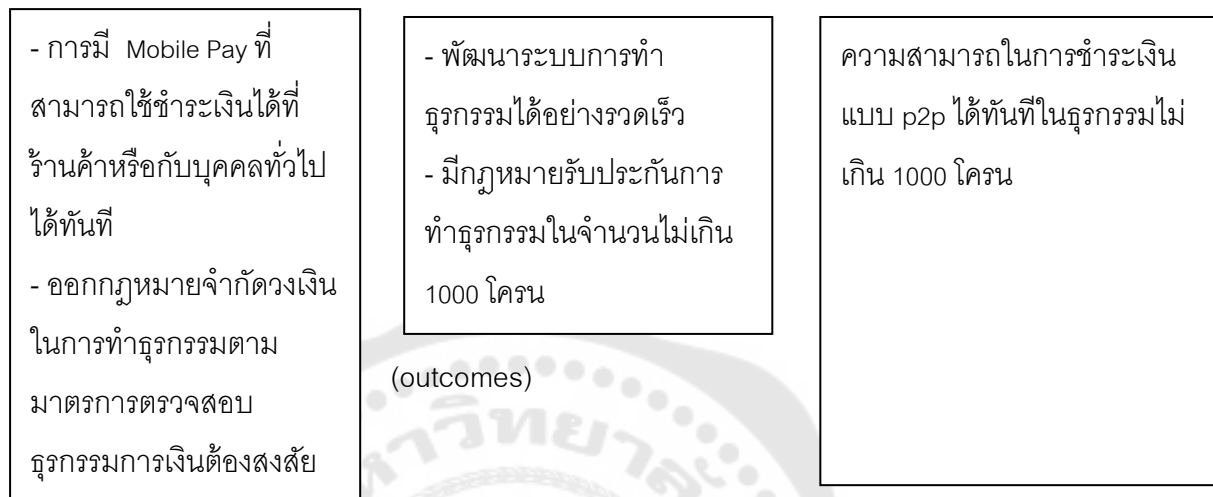 - การมี Mobile Pay ที่
สามารถใช้ชำระเงินได้ที่
ร้านค้าหรือกับบุคคลทั่วไป
ได้ทันที
- ออกกฎหมายจำกัดวงเงิน
ในการทำธุรกรรมตาม
มาตรการตรวจสอบ
ธุรกรรมการเงินต้องสงสัย
- พัฒนาระบบการทำ
ธุรกรรมได้อย่างรวดเร็ว
- มีกฎหมายรับประกันการ
ทำธุรกรรมในจำนวนไม่เกิน
1000 โครน
(outcomes)
ความสามารถในการชำระเงิน
แบบ p2p ได้ทันทีในธุรกรรมไม่
เกิน 1000 โครน